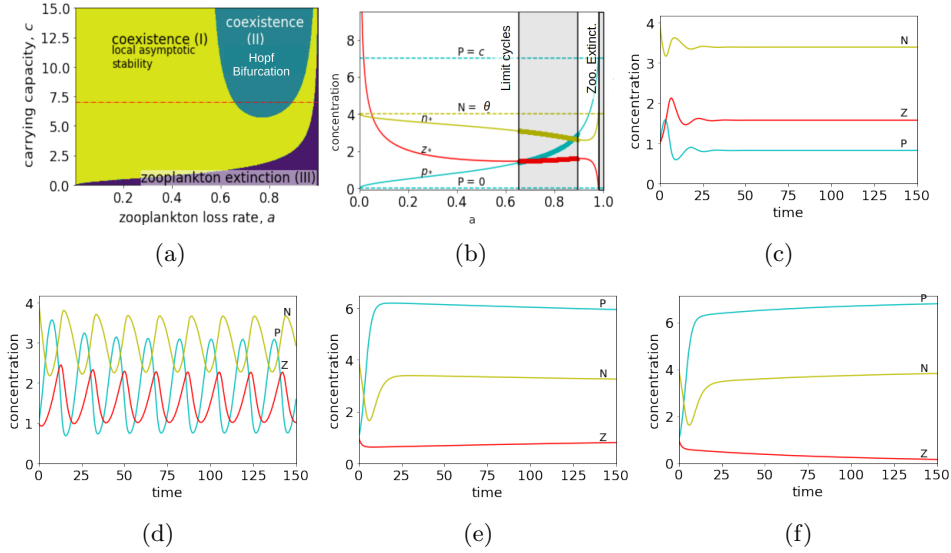 15.0
12.5
10.0
7.5
5.0
2.5
0.0
carrying capacity, c
coexistence (I)
local asymptotic
stability
coexistence
(II)
Hopf
Bifurcation
zooplankton extinction (III)
0.2 0.4 0.6 0.8
zooplankton loss rate, a
(a)
8
6
4
2
0
concentration
P = c
N = θ
n*
z*
p*
P = 0
Limit cycles
Zoo. Extinct.
0.0 0.2 0.4 0.6 0.8 1.0
a
(b)
4
3
2
1
0
concentration
N
Z
P
0 25 50 75 100 125 150
time
(c)
4
3
2
1
0
concentration
N
P
Z
0 25 50 75 100 125 150
time
(d)
6
4
2
0
concentration
P
N
Z
0 25 50 75 100 125 150
time
(e)
6
4
2
0
concentration
P
N
Z
0 25 50 75 100 125 150
time
(f)